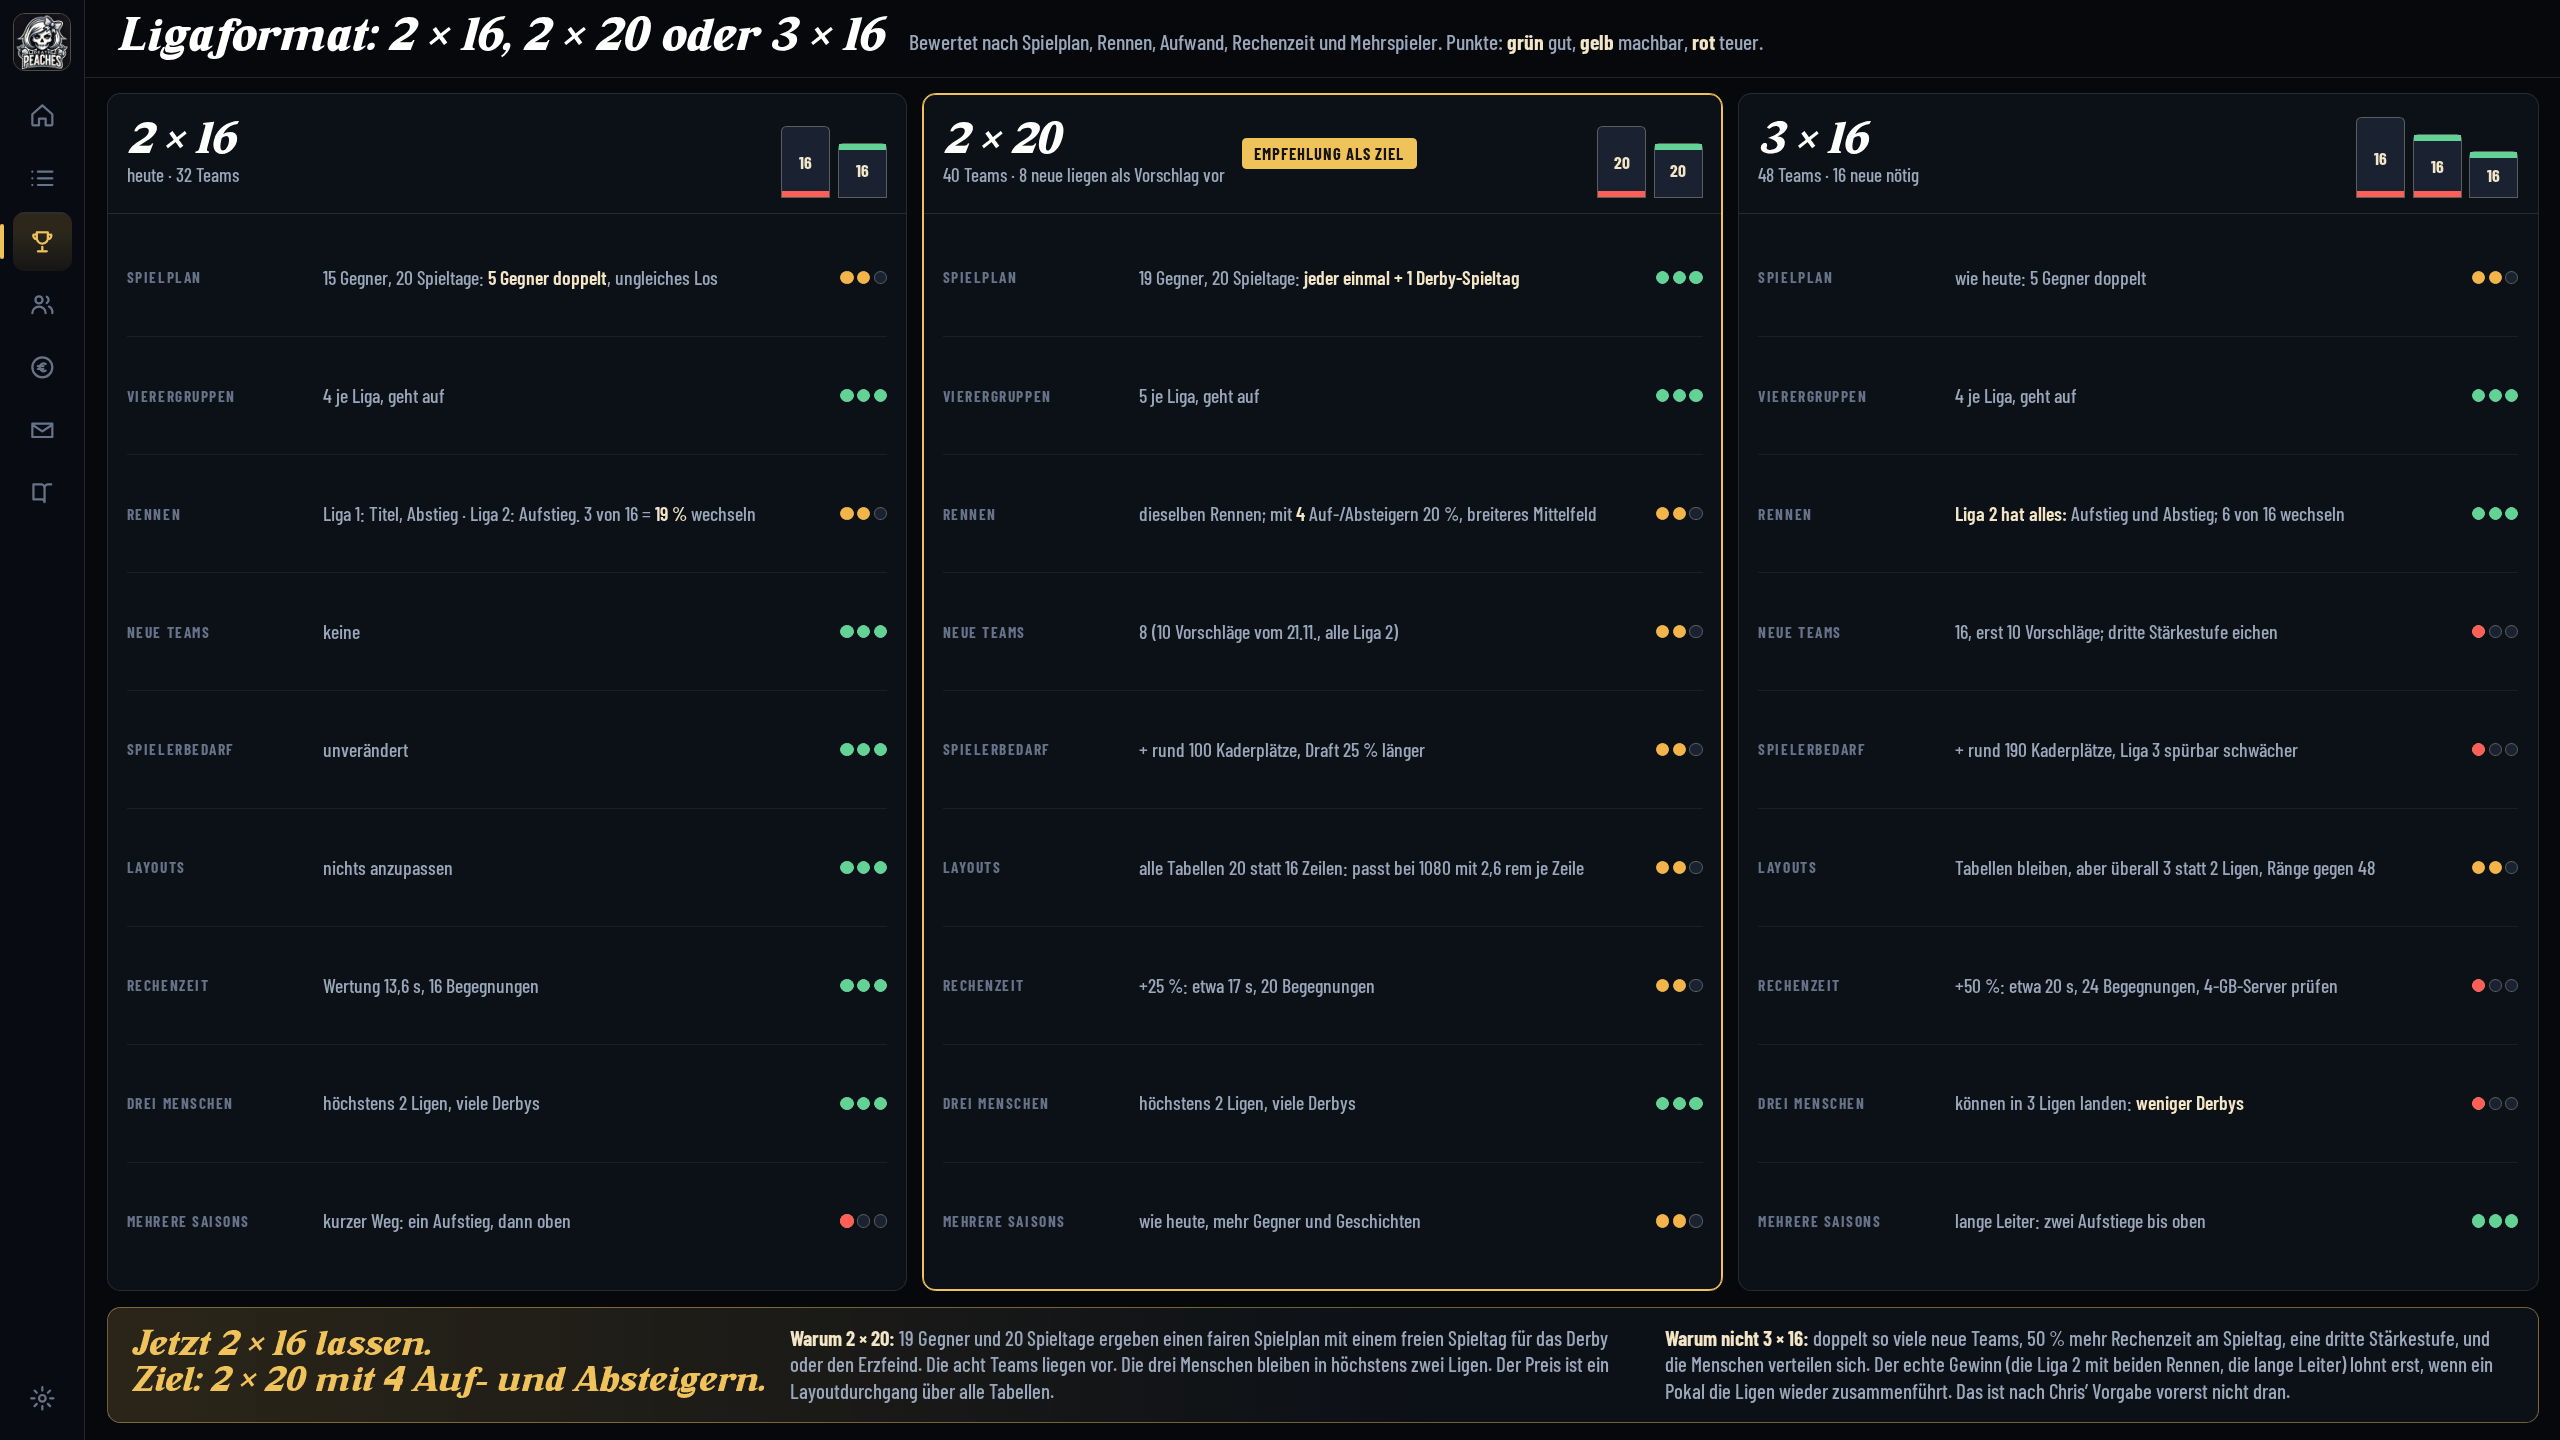 PEACHES
Ligaformat: 2 × 16, 2 × 20 oder 3 × 16 Bewertet nach Spielplan, Rennen, Aufwand, Rechenzeit und Mehrspieler. Punkte: grün gut, gelb machbar, rot teuer.
2 × 16
heute · 32 Teams
16 16
SPIELPLAN 15 Gegner, 20 Spieltage: 5 Gegner doppelt, ungleiches Los
VIERERGRUPPEN 4 je Liga, geht auf
RENNEN Liga 1: Titel, Abstieg · Liga 2: Aufstieg. 3 von 16 = 19 % wechseln
NEUE TEAMS keine
SPIELERBEDARF unverändert
LAYOUTS nichts anzupassen
RECHENZEIT Wertung 13,6 s, 16 Begegnungen
DREI MENSCHEN höchstens 2 Ligen, viele Derbys
MEHRERE SAISONS kurzer Weg: ein Aufstieg, dann oben
2 × 20
40 Teams · 8 neue liegen als Vorschlag vor
EMPFEHLUNG ALS ZIEL
20 20
SPIELPLAN 19 Gegner, 20 Spieltage: jeder einmal + 1 Derby-Spieltag
VIERERGRUPPEN 5 je Liga, geht auf
RENNEN dieselben Rennen; mit 4 Auf-/Absteigern 20 %, breiteres Mittelfeld
NEUE TEAMS 8 (10 Vorschläge vom 21.11., alle Liga 2)
SPIELERBEDARF + rund 100 Kaderplätze, Draft 25 % länger
LAYOUTS alle Tabellen 20 statt 16 Zeilen: passt bei 1080 mit 2,6 rem je Zeile
RECHENZEIT +25 %: etwa 17 s, 20 Begegnungen
DREI MENSCHEN höchstens 2 Ligen, viele Derbys
MEHRERE SAISONS wie heute, mehr Gegner und Geschichten
3 × 16
48 Teams · 16 neue nötig
16 16 16
SPIELPLAN wie heute: 5 Gegner doppelt
VIERERGRUPPEN 4 je Liga, geht auf
RENNEN Liga 2 hat alles: Aufstieg und Abstieg; 6 von 16 wechseln
NEUE TEAMS 16, erst 10 Vorschläge; dritte Stärkestufe eichen
SPIELERBEDARF + rund 190 Kaderplätze, Liga 3 spürbar schwächer
LAYOUTS Tabellen bleiben, aber überall 3 statt 2 Ligen, Ränge gegen 48
RECHENZEIT +50 %: etwa 20 s, 24 Begegnungen, 4-GB-Server prüfen
DREI MENSCHEN können in 3 Ligen landen: weniger Derbys
MEHRERE SAISONS lange Leiter: zwei Aufstiege bis oben
Jetzt 2 × 16 lassen.
Ziel: 2 × 20 mit 4 Auf- und Absteigern.
Warum 2 × 20: 19 Gegner und 20 Spieltage ergeben einen fairen Spielplan mit einem freien Spieltag für das Derby
oder den Erzfeind. Die acht Teams liegen vor. Die drei Menschen bleiben in höchstens zwei Ligen. Der Preis ist ein
Layoutdurchgang über alle Tabellen.
Warum nicht 3 × 16: doppelt so viele neue Teams, 50 % mehr Rechenzeit am Spieltag, eine dritte Stärkestufe, und
die Menschen verteilen sich. Der echte Gewinn (die Liga 2 mit beiden Rennen, die lange Leiter) lohnt erst, wenn ein
Pokal die Ligen wieder zusammenführt. Das ist nach Chris’ Vorgabe vorerst nicht dran.